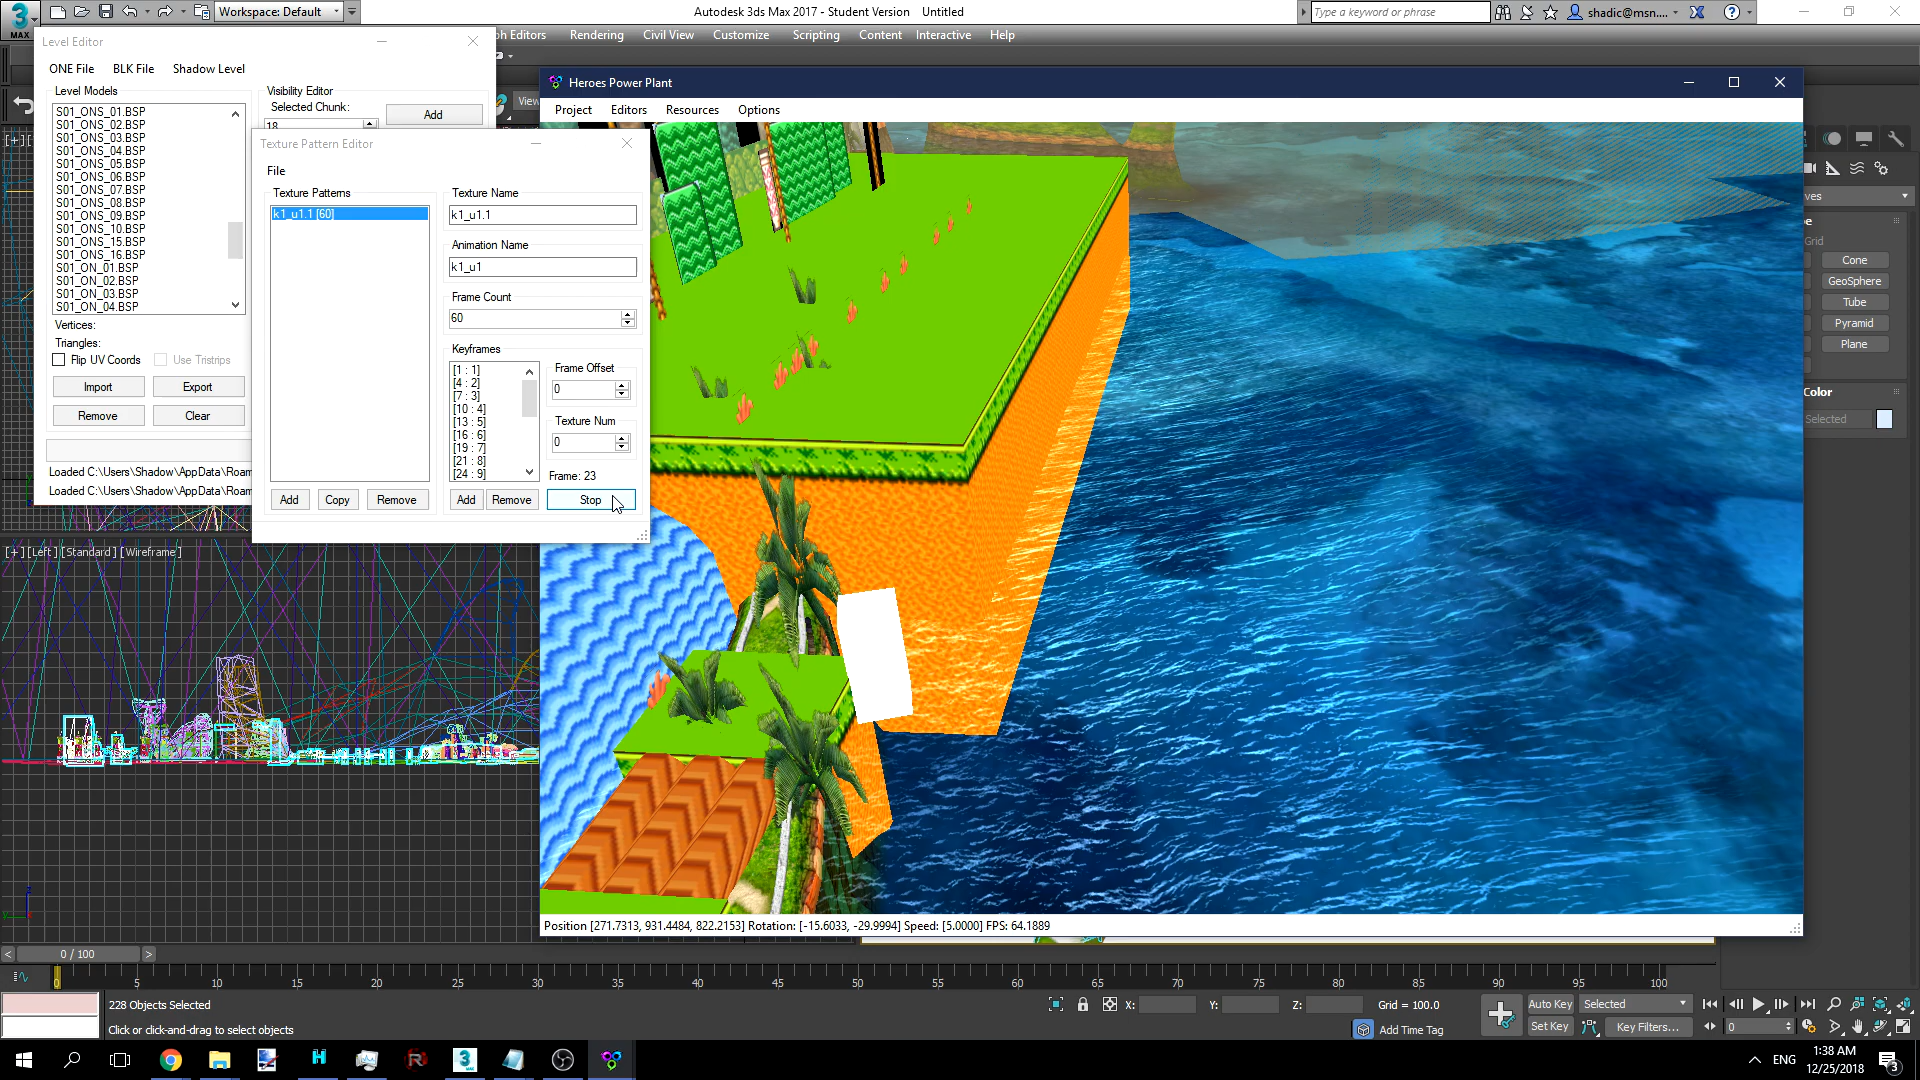 Workspace: Default
Autodesk 3ds Max 2017 - Student Version Untitled
Type a keyword or phrase
shadic@msn....
MAX
Editors Rendering Civil View Customize Scripting Content Interactive Help
Level Editor
ONE File BLK File Shadow Level
Level Models
S01_ONS_01.BSP
S01_ONS_02.BSP
S01_ONS_03.BSP
S01_ONS_04.BSP
S01_ONS_05.BSP
S01_ONS_06.BSP
S01_ONS_07.BSP
S01_ONS_08.BSP
S01_ONS_09.BSP
S01_ONS_10.BSP
S01_ONS_15.BSP
S01_ONS_16.BSP
S01_ON_01.BSP
S01_ON_02.BSP
S01_ON_03.BSP
S01_ON_04.BSP
Vertices:
Triangles:
Flip UV Coords Use Tristrips
Import Export
Remove Clear
Loaded C:\Users\Shadow\AppData\Roam
Loaded C:\Users\Shadow\AppData\Roam
Visibility Editor
Selected Chunk:
18
Add
View
Texture Pattern Editor
File
Texture Patterns
k1_u1.1 [60]
Add Copy Remove
Texture Name
k1_u1.1
Animation Name
k1_u1
Frame Count
60
Keyframes
[1 : 1]
[4 : 2]
[7 : 3]
[10 : 4]
[13 : 5]
[16 : 6]
[19 : 7]
[21 : 8]
[24 : 9]
Add Remove
Frame Offset
0
Texture Num
0
Frame: 23
Stop
Heroes Power Plant
Project Editors Resources Options
Position [271.7313, 931.4484, 822.2153] Rotation: [-15.6033, -29.9994] Speed: [5.0000] FPS: 64.1889
[+] [Left] [Standard] [Wireframe]
Grid
Cone
GeoSphere
Tube
Pyramid
Plane
Color
Selected
< 0 / 100 >
0 5 10 15 20 25 30 35 40 45 50 55 60 65 70 75 80 85 90 95 100
228 Objects Selected
Click or click-and-drag to select objects
X: Y: Z: Grid = 100.0
Add Time Tag
Auto Key Selected
Set Key Key Filters...
0
ENG
1:38 AM
12/25/2018
3